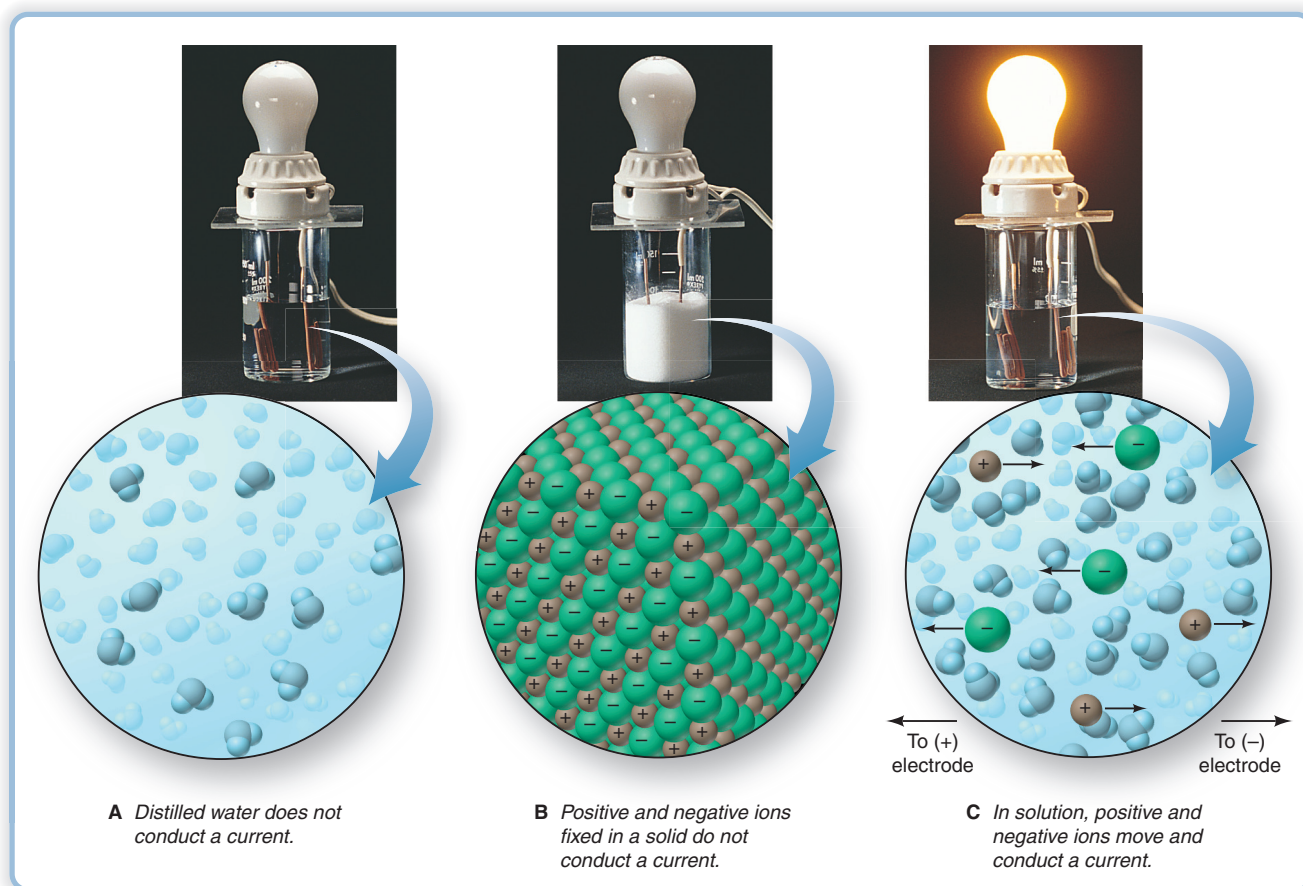 To (+)
electrode
To (–)
electrode
A Distilled water does not
conduct a current.
B Positive and negative ions
fixed in a solid do not
conduct a current.
C In solution, positive and
negative ions move and
conduct a current.